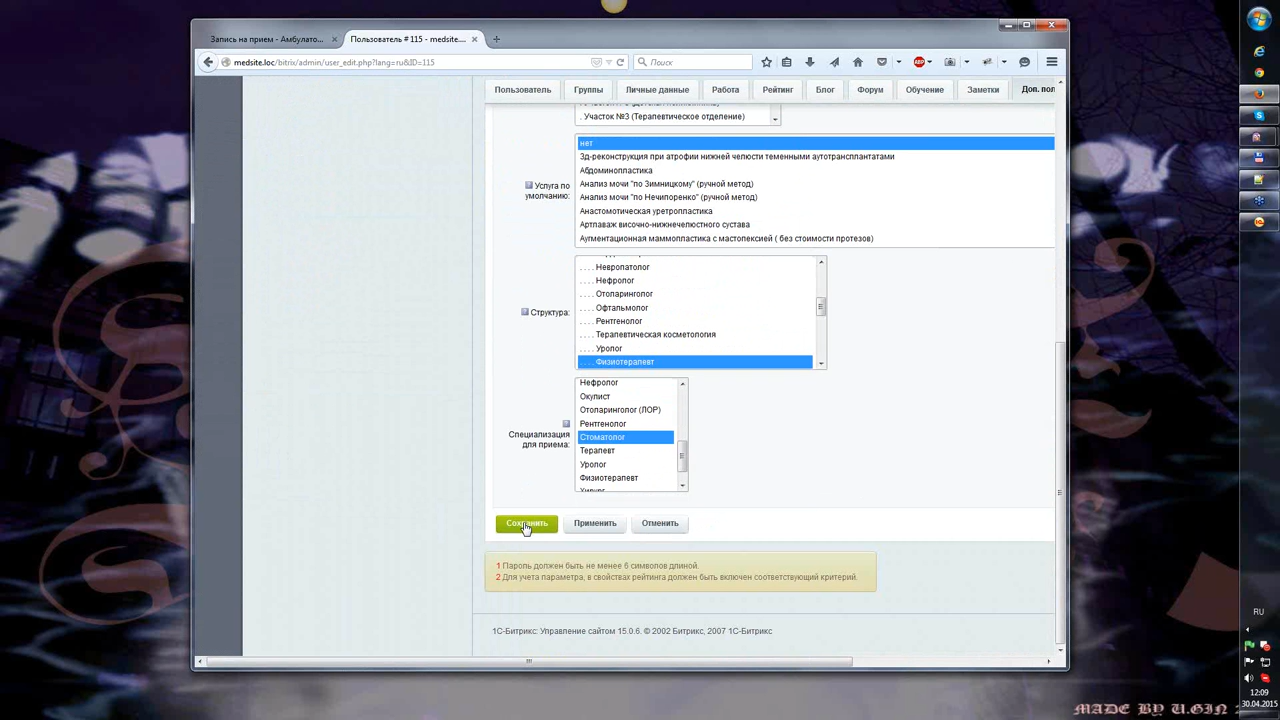 Запись на прием - Амбулато...
Пользователь # 115 - medsite....
medsite.loc/bitrix/admin/user_edit.php?lang=ru&ID=115
Поиск
ABP
Пользователь
Группы
Личные данные
Работа
Рейтинг
Блог
Форум
Обучение
Заметки
Доп. пол
. Участок №3 (Терапевтическое отделение)
Услуга по
умолчанию:
нет
3д-реконструкция при атрофии нижней челюсти теменными аутотрансплантатами
Абдоминопластика
Анализ мочи "по Зимницкому" (ручной метод)
Анализ мочи "по Нечипоренко" (ручной метод)
Анастомотическая уретропластика
Артлаваж височно-нижнечелюстного сустава
Аугментационная маммопластика с мастопексией ( без стоимости протезов)
Структура:
. . . . Невропатолог
. . . . Нефролог
. . . . Отоларинголог
. . . . Офтальмолог
. . . . Рентгенолог
. . . . Терапевтическая косметология
. . . . Уролог
. . . . Физиотерапевт
Специализация
для приема:
Нефролог
Окулист
Отоларинголог (ЛОР)
Рентгенолог
Стоматолог
Терапевт
Уролог
Физиотерапевт
Хирург
Сохранить
Применить
Отменить
1 Пароль должен быть не менее 6 символов длиной.
2 Для учета параметра, в свойствах рейтинга должен быть включен соответствующий критерий.
1С-Битрикс: Управление сайтом 15.0.6. © 2002 Битрикс, 2007 1С-Битрикс
RU
12:09
30.04.2015
MADE BY U.GIN